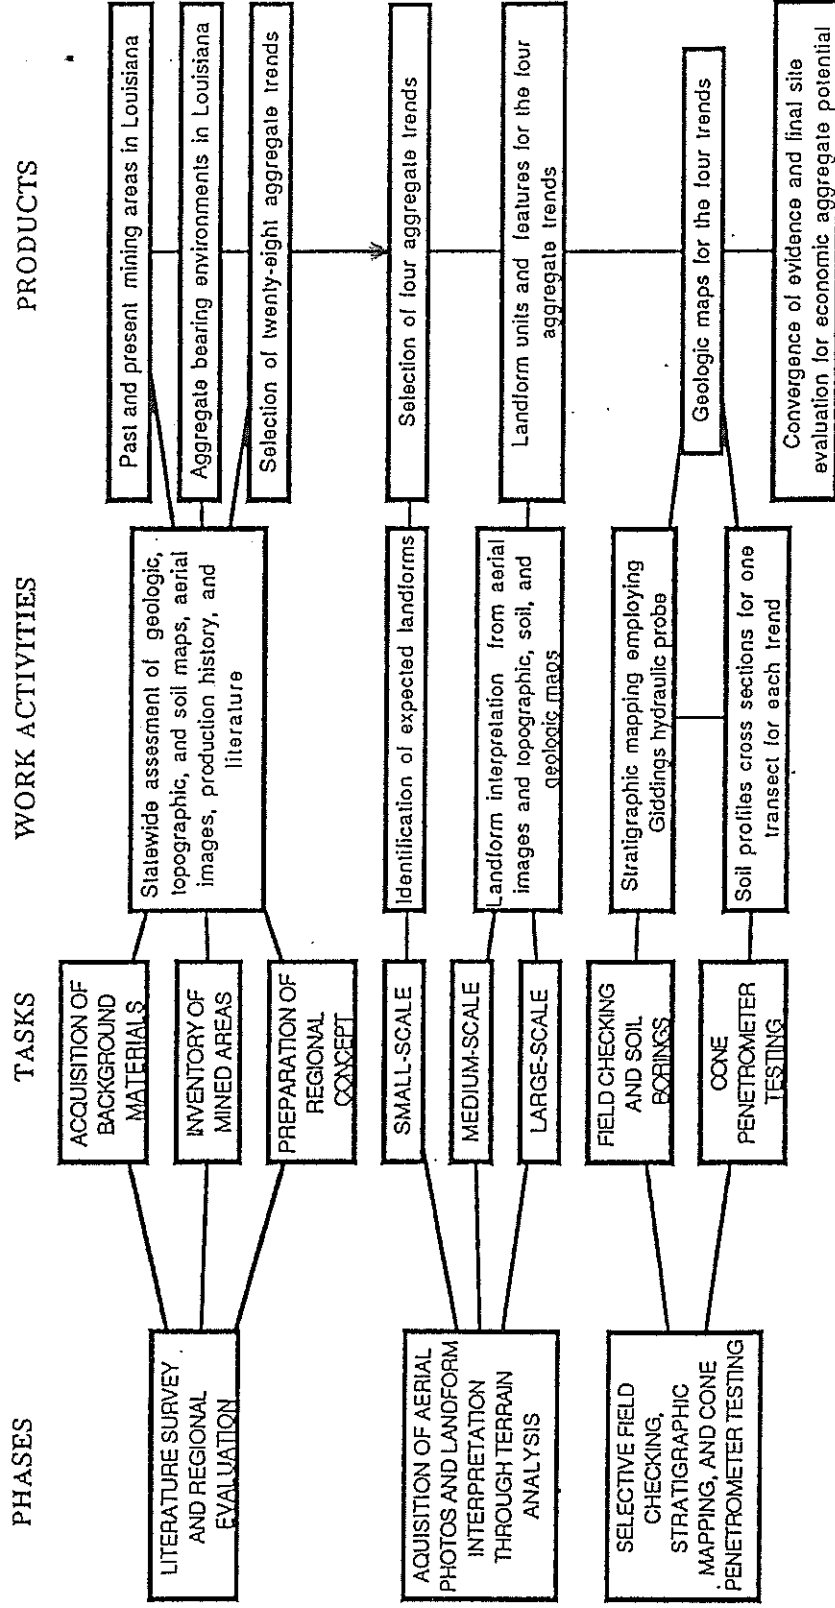 PHASES
TASKS
WORK ACTIVITIES
PRODUCTS
LITERATURE SURVEY
AND REGIONAL
EVALUATION
ACQUISITION OF
BACKGROUND
MATERIALS
INVENTORY OF
MINED AREAS
PREPARATION OF
REGIONAL
CONCEPT
Statewide assesment of geologic,
topographic, and soil maps, aerial
images, production history, and
literature
Past and present mining areas in Louisiana
Aggregate bearing environments in Louisiana
Selection of twenty-eight aggregate trends
AQUISITION OF AERIAL
PHOTOS AND LANDFORM
INTERPRETATION
THROUGH TERRAIN
ANALYSIS
SMALL-SCALE
MEDIUM-SCALE
LARGE-SCALE
Identification of expected landforms
Landform interpretation from aerial
images and topographic, soil, and
geologic maps
Selection of four aggregate trends
Landform units and features for the four
aggregate trends
SELECTIVE FIELD
CHECKING,
STRATIGRAPHIC
MAPPING, AND CONE
PENETROMETER TESTING
FIELD CHECKING
AND SOIL
BORINGS
CONE
PENETROMETER
TESTING
Stratigraphic mapping employing
Giddings hydraulic probe
Soil profiles cross sections for one
transect for each trend
Geologic maps for the four trends
Convergence of evidence and final site
evaluation for economic aggregate potential